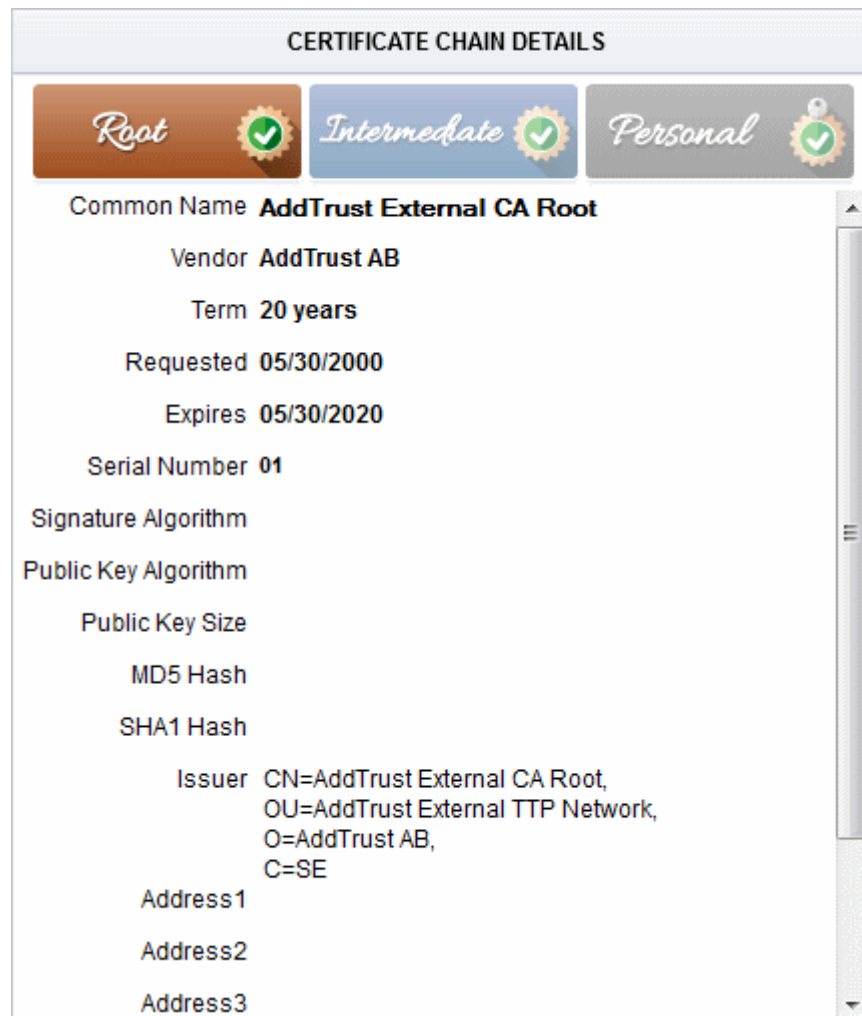 CERTIFICATE CHAIN DETAILS
Root Intermediate Personal
Common Name AddTrust External CA Root
Vendor AddTrust AB
Term 20 years
Requested 05/30/2000
Expires 05/30/2020
Serial Number 01
Signature Algorithm
Public Key Algorithm
Public Key Size
MD5 Hash
SHA1 Hash
Issuer CN=AddTrust External CA Root,
OU=AddTrust External TTP Network,
O=AddTrust AB,
C=SE
Address1
Address2
Address3